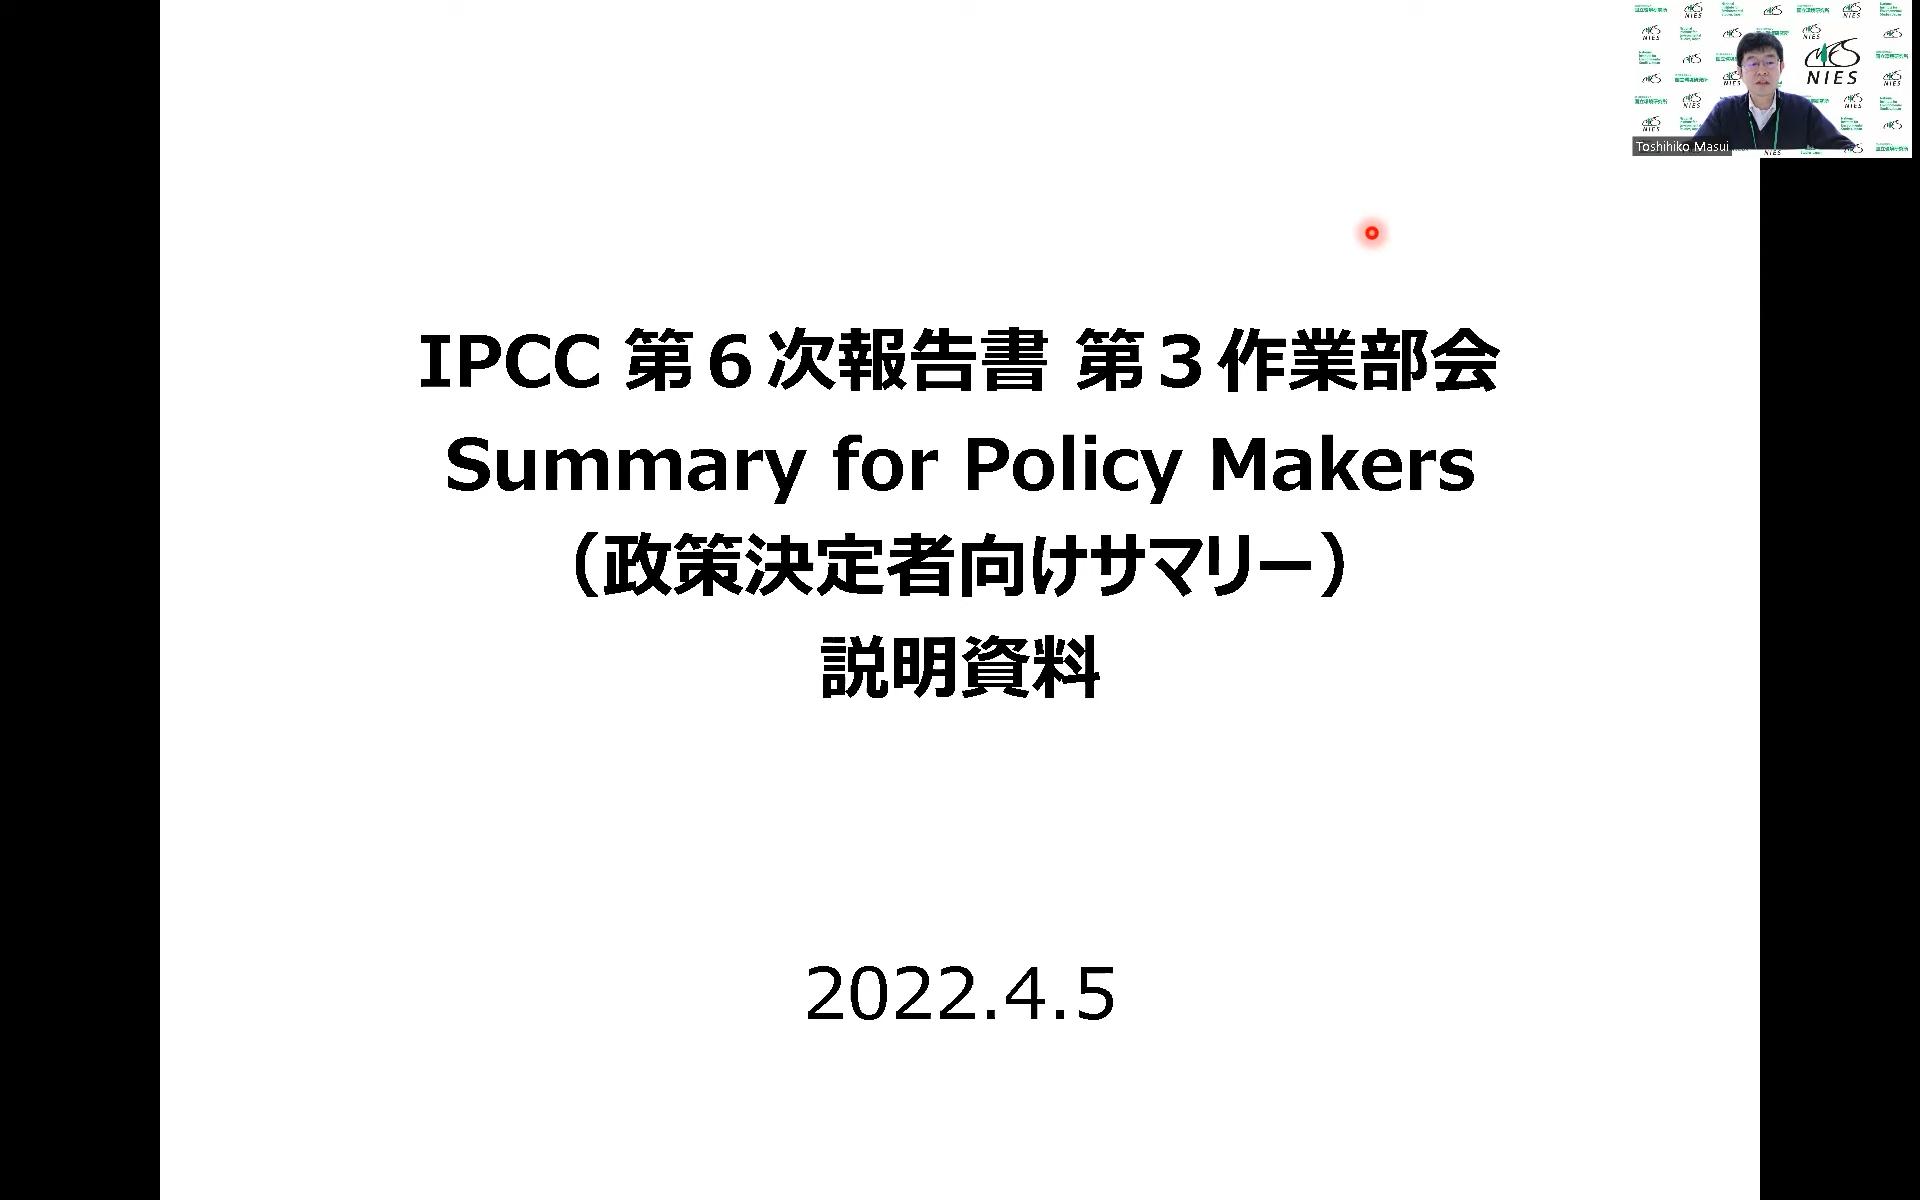 IPCC 第６次報告書 第３作業部会
Summary for Policy Makers
（政策決定者向けサマリー）
説明資料
2022.4.5
NIES
Toshihiko Masui